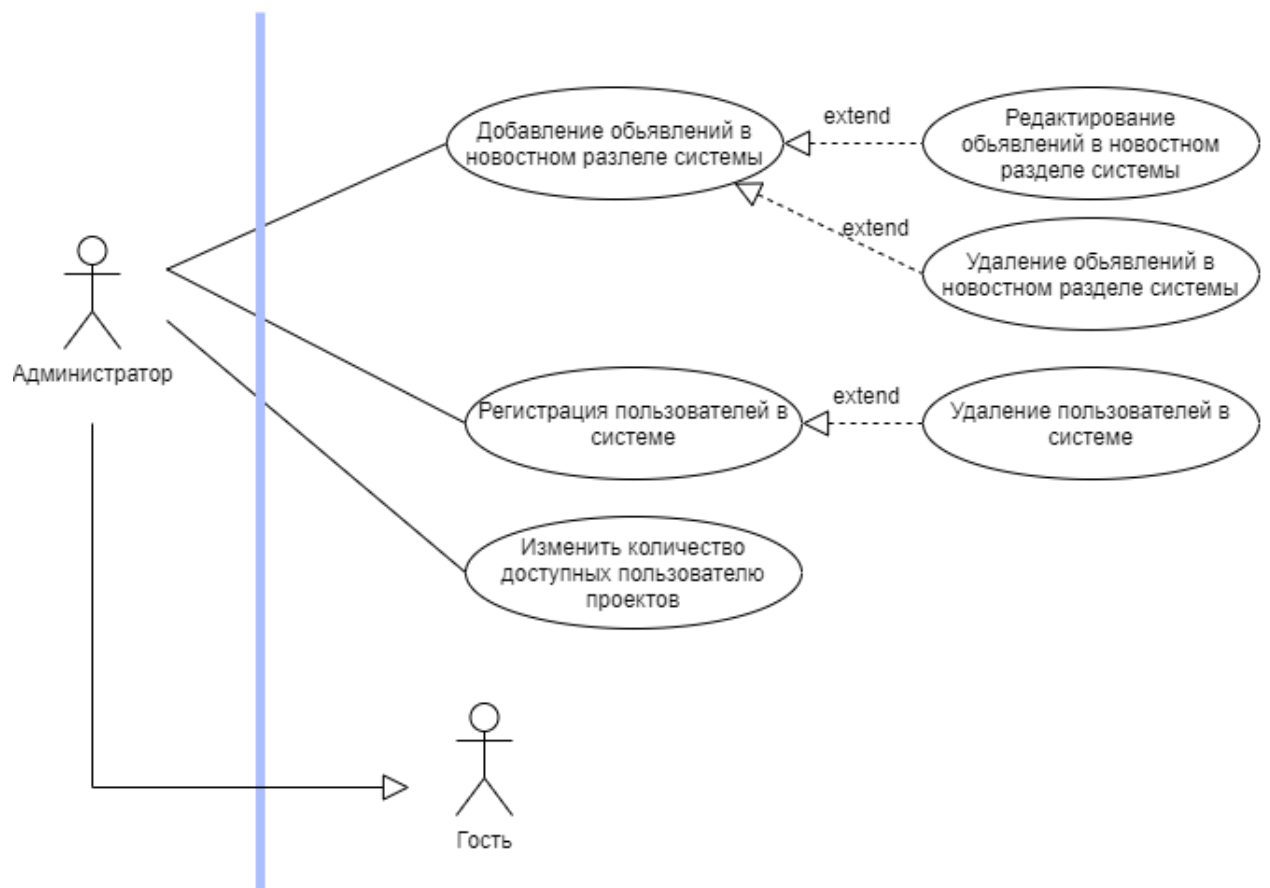 Добавление обьявлений в
новостном разлеле системы
extend
Редактирование
обьявлений в новостном
разделе системы
extend
Удаление обьявлений в
новостном разделе системы
Администратор
Регистрация пользователей в
системе
extend
Удаление пользователей в
системе
Изменить количество
доступных пользователю
проектов
Гость